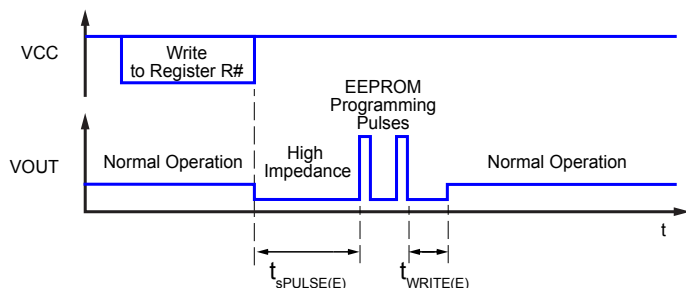 VCC
Write
to Register R#
EEPROM
Programming
Pulses
VOUT
Normal Operation
High
Impedance
Normal Operation
t
tsPULSE(E)
tWRITE(E)